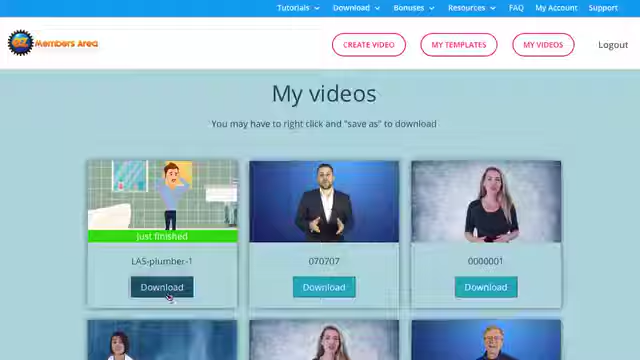 Tutorials Download Bonuses Resources FAQ My Account Support
EZ Members Area CREATE VIDEO MY TEMPLATES MY VIDEOS Logout
My videos
You may have to right click and "save as" to download
Just finished
LAS-plumber-1 070707 0000001
Download Download Download